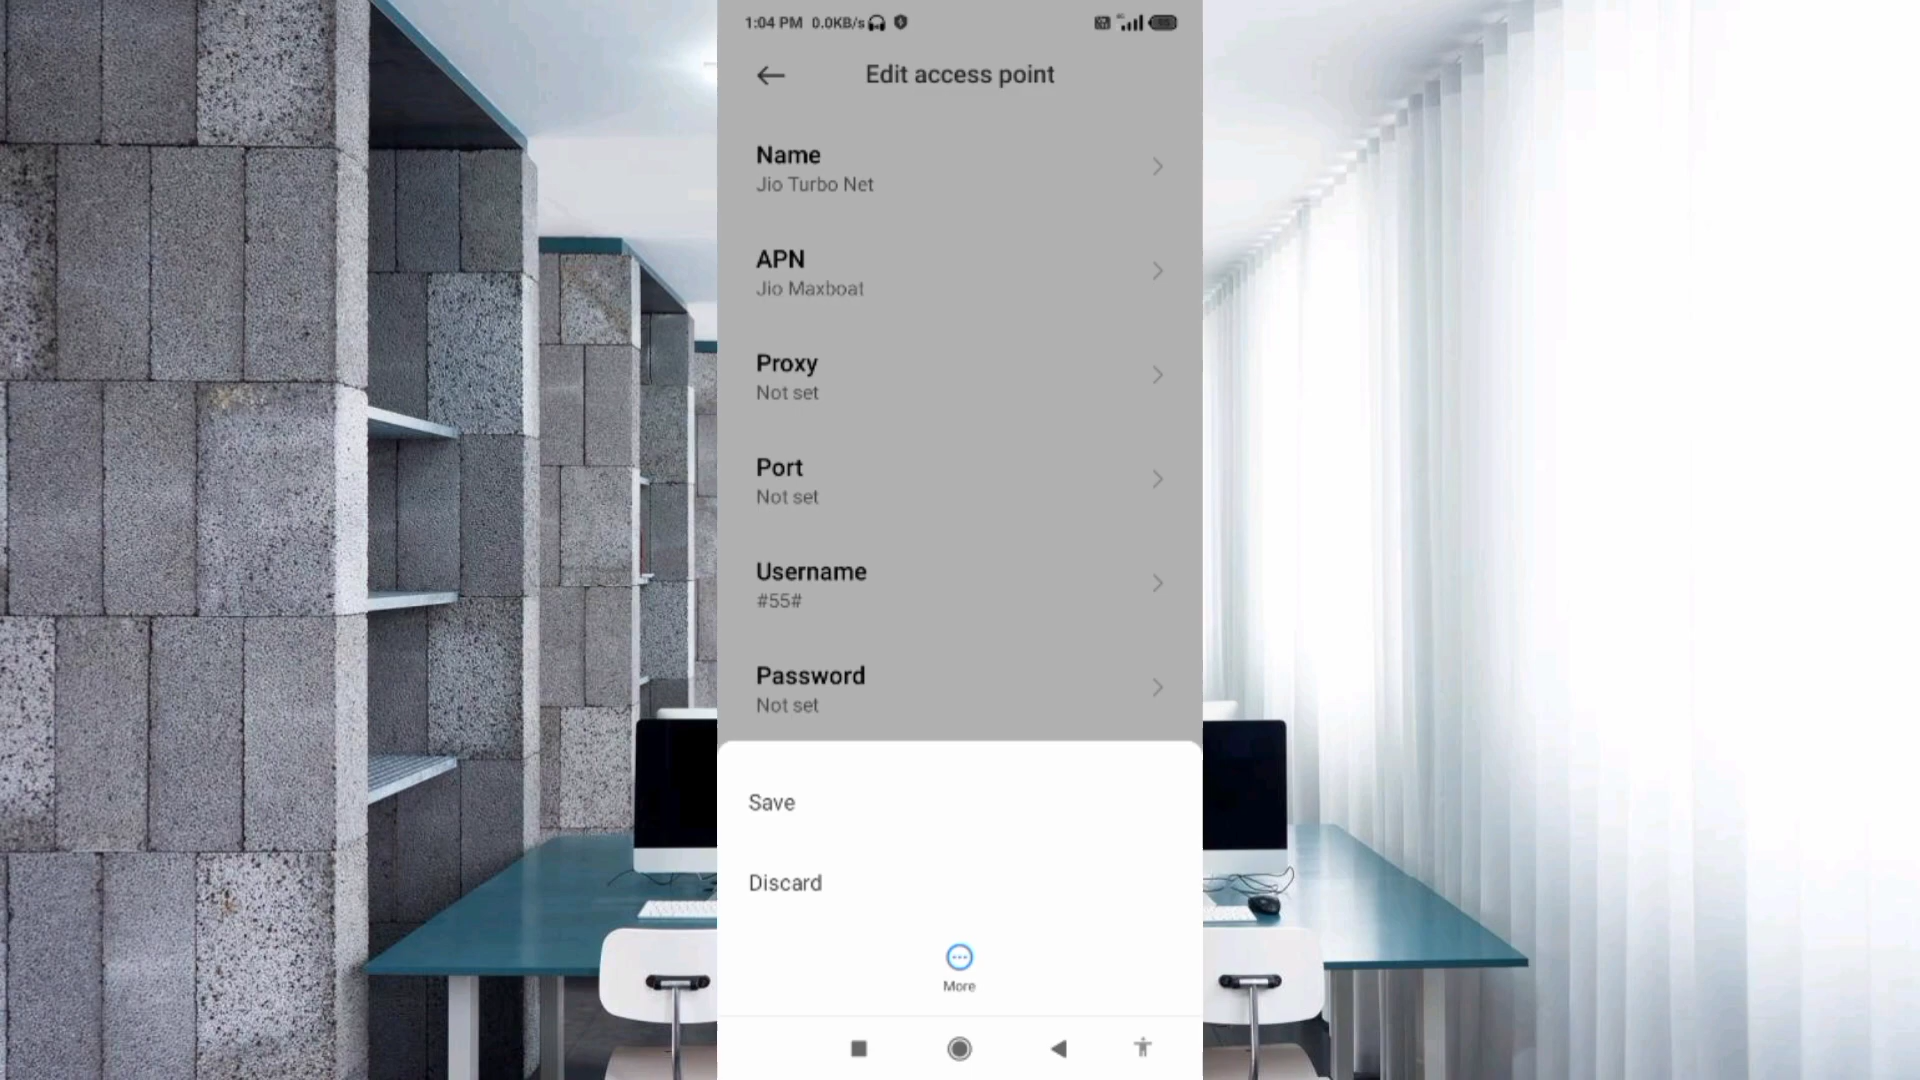 1:04 PM 0.0KB/s
Edit access point
Name
Jio Turbo Net
APN
Jio Maxboat
Proxy
Not set
Port
Not set
Username
#55#
Password
Not set
Save
Discard
More